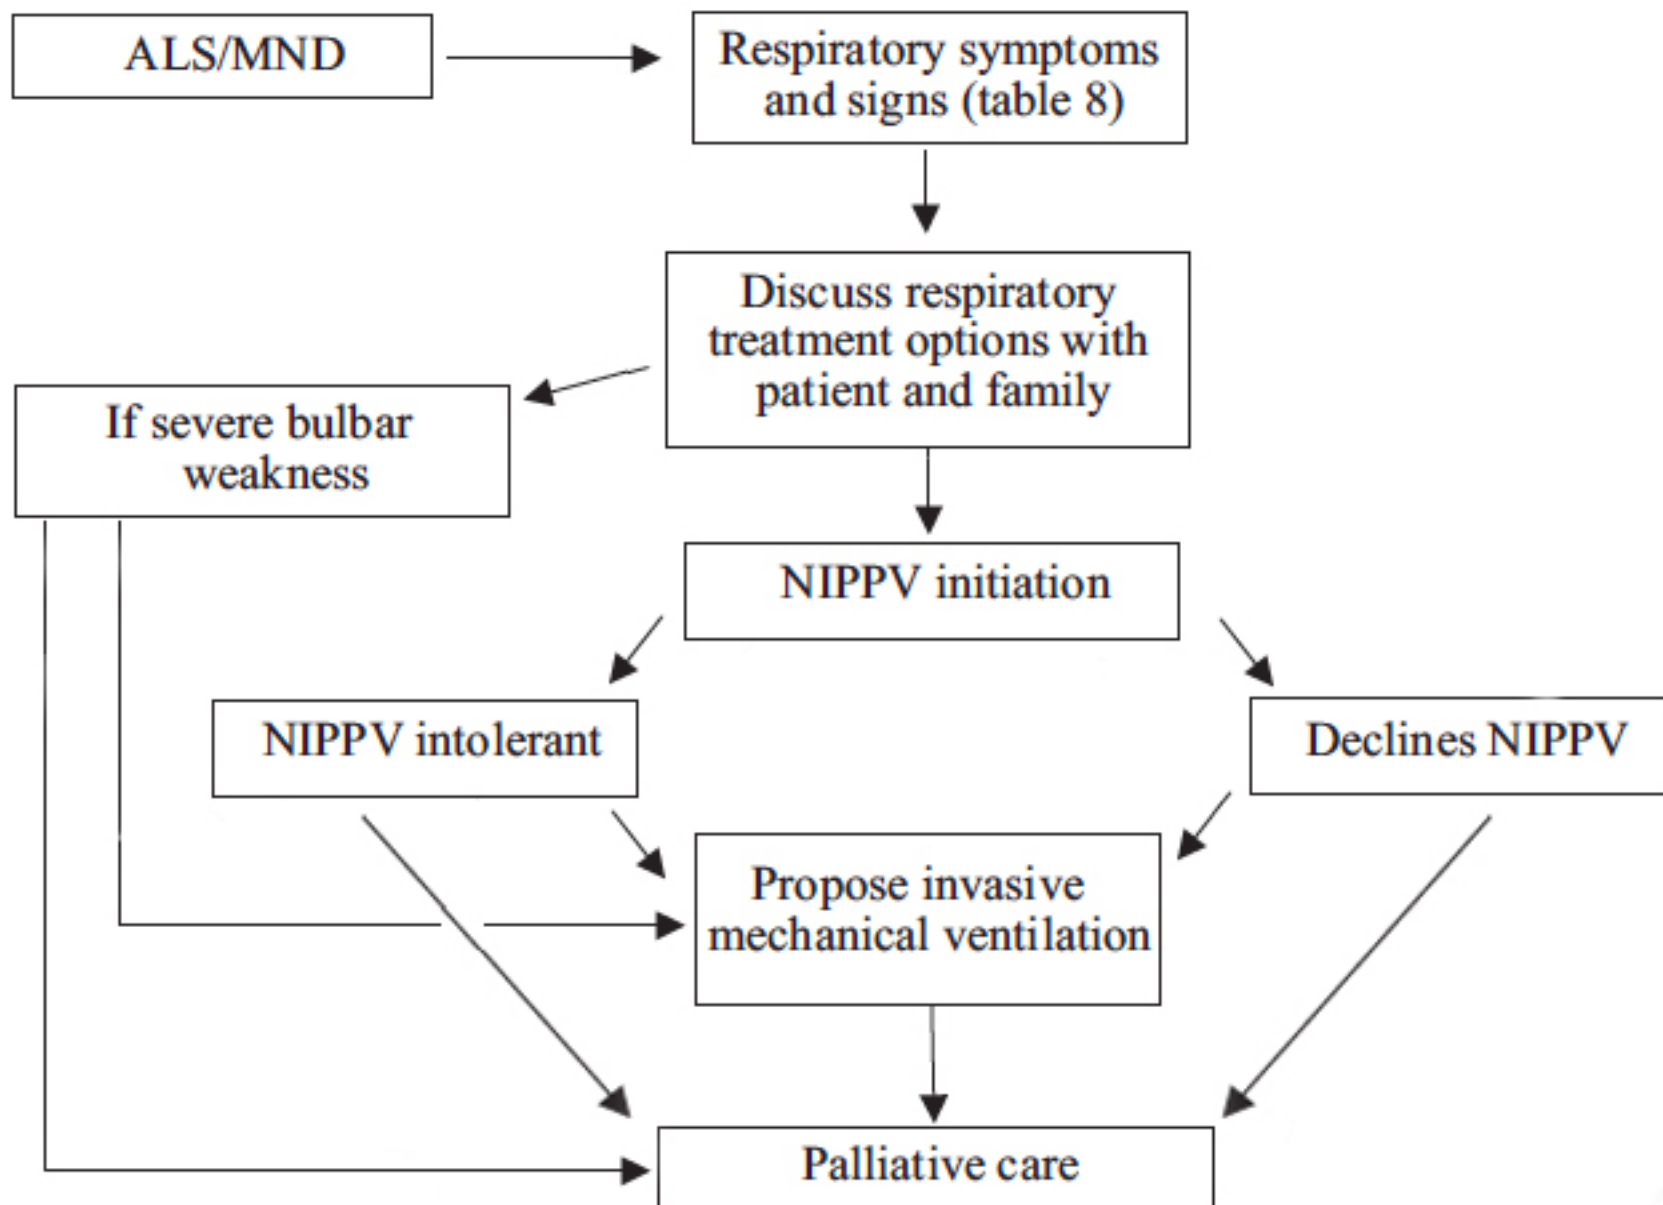 ALS/MND
Respiratory symptoms
and signs (table 8)
Discuss respiratory
treatment options with
patient and family
If severe bulbar
weakness
NIPPV initiation
NIPPV intolerant
Declines NIPPV
Propose invasive
mechanical ventilation
Palliative care